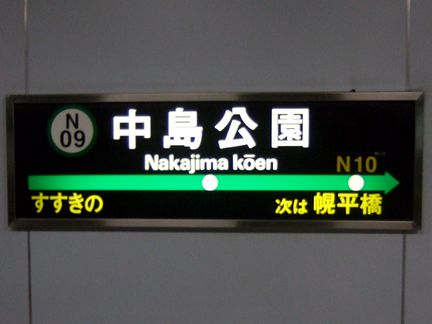 N
09
中島公園
Nakajima kōen
N10
すすきの
次は 幌平橋